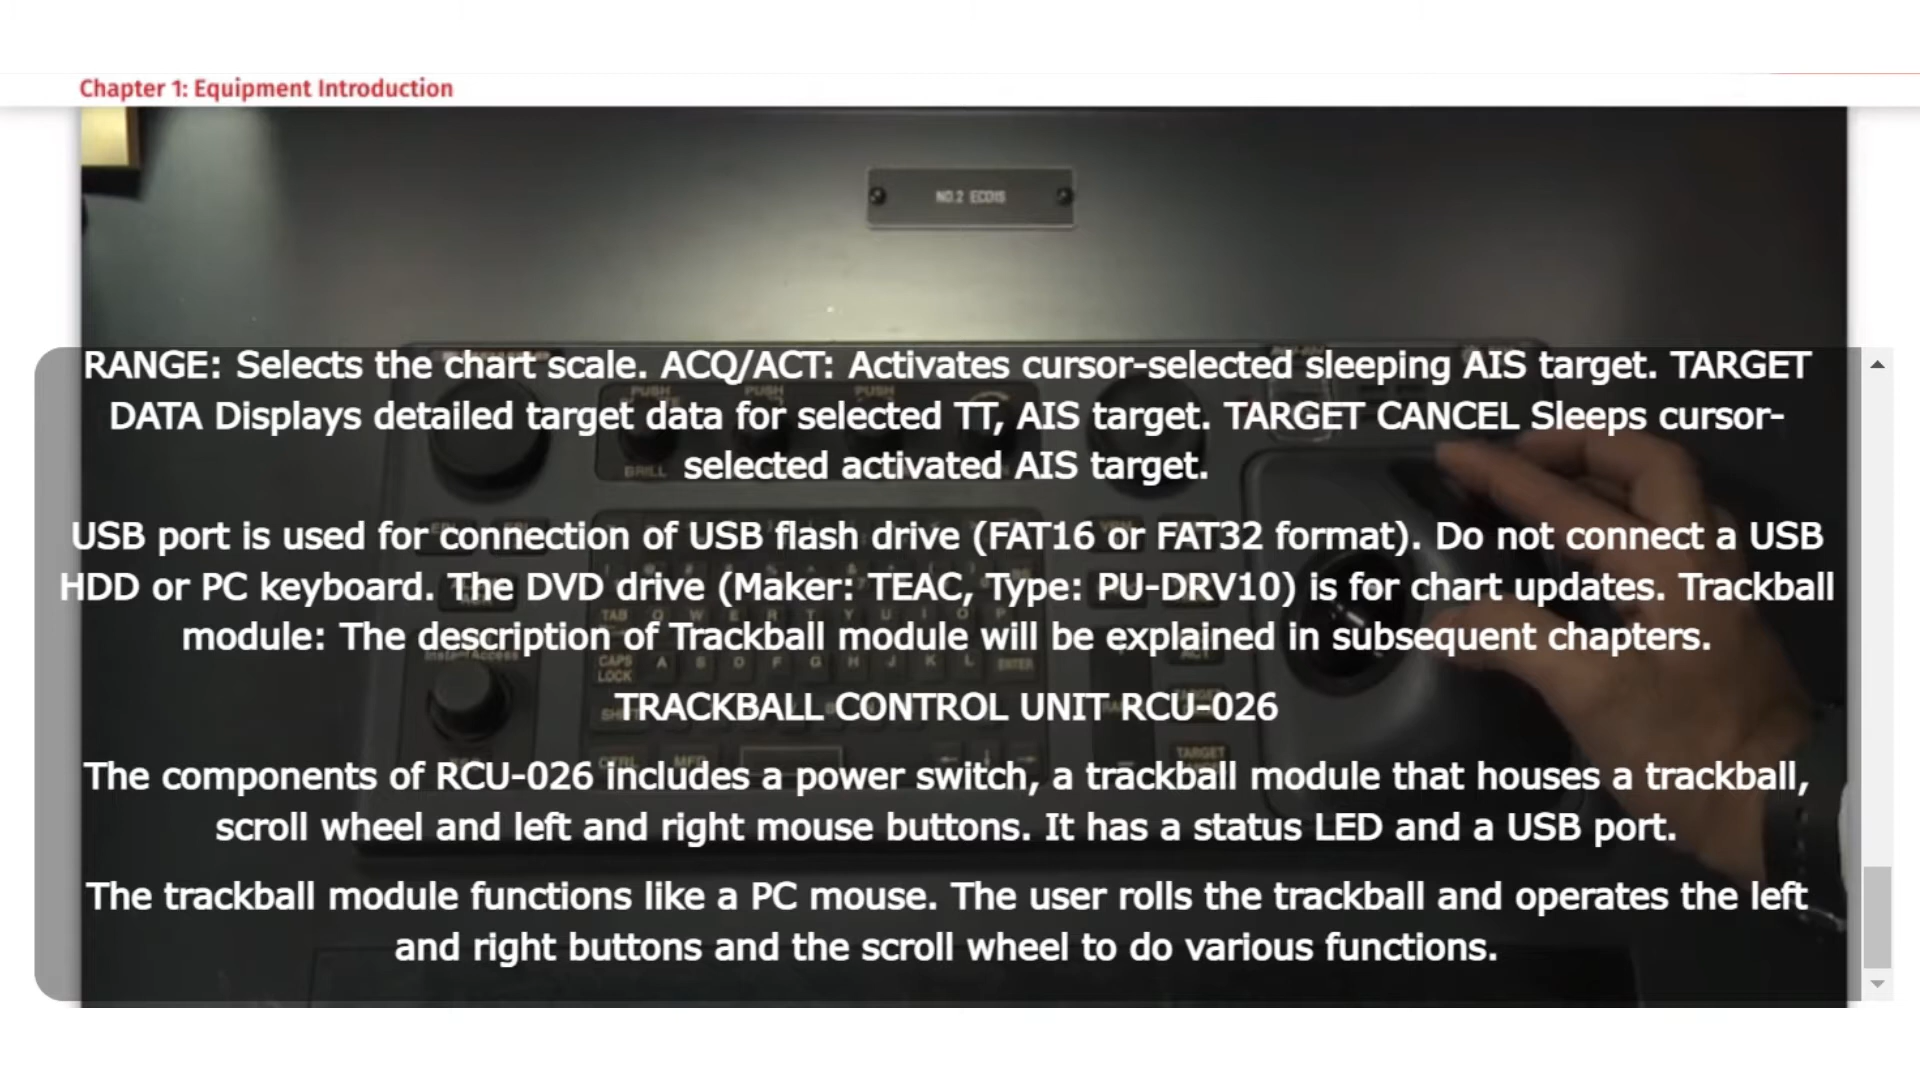 Chapter 1: Equipment Introduction
NO.2 ECDIS
RANGE: Selects the chart scale. ACQ/ACT: Activates cursor-selected sleeping AIS target. TARGET
DATA Displays detailed target data for selected TT, AIS target. TARGET CANCEL Sleeps cursor-
selected activated AIS target.
USB port is used for connection of USB flash drive (FAT16 or FAT32 format). Do not connect a USB
HDD or PC keyboard. The DVD drive (Maker: TEAC, Type: PU-DRV10) is for chart updates. Trackball
module: The description of Trackball module will be explained in subsequent chapters.
TRACKBALL CONTROL UNIT RCU-026
The components of RCU-026 includes a power switch, a trackball module that houses a trackball,
scroll wheel and left and right mouse buttons. It has a status LED and a USB port.
The trackball module functions like a PC mouse. The user rolls the trackball and operates the left
and right buttons and the scroll wheel to do various functions.
BRILL
TAB
CAPS
LOCK
ENTER
TARGET